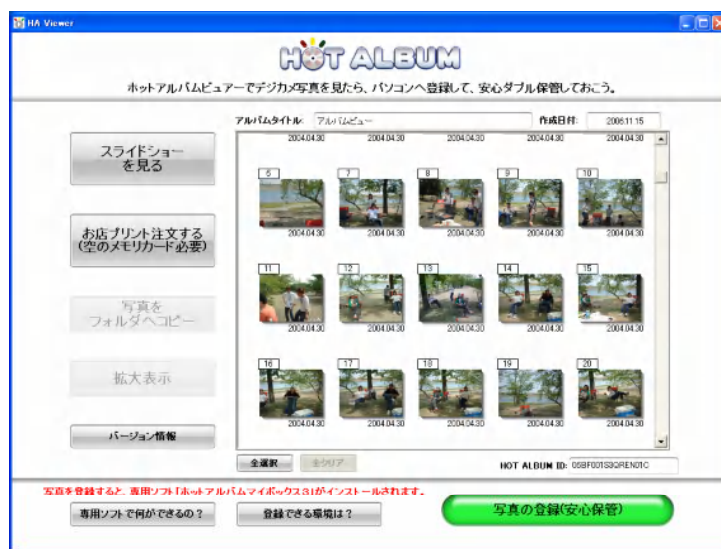 HA Viewer
HOT ALBUM
ホットアルバムビュアーでデジカメ写真を見たら、パソコンへ登録して、安心ダブル保管しておこう。
アルバムタイトル: アルバムビュー 作成日付: 2006.11.15
スライドショー
を見る
お店プリント注文する
(空のメモリカード必要)
写真を
フォルダへコピー
拡大表示
バージョン情報
2004.04.30 2004.04.30 2004.04.30 2004.04.30 2004.04.30
6 7 8 9 10
2004.04.30 2004.04.30 2004.04.30 2004.04.30 2004.04.30
11 12 13 14 15
2004.04.30 2004.04.30 2004.04.30 2004.04.30 2004.04.30
16 17 18 19 20
2004.04.30 2004.04.30 2004.04.30 2004.04.30 2004.04.30
全選択 全クリア HOT ALBUM ID:
写真を登録すると、専用ソフト「ホットアルバムマイボックス3」がインストールされます。
専用ソフトで何ができるの? 登録できる環境は? 写真の登録(安心保管)